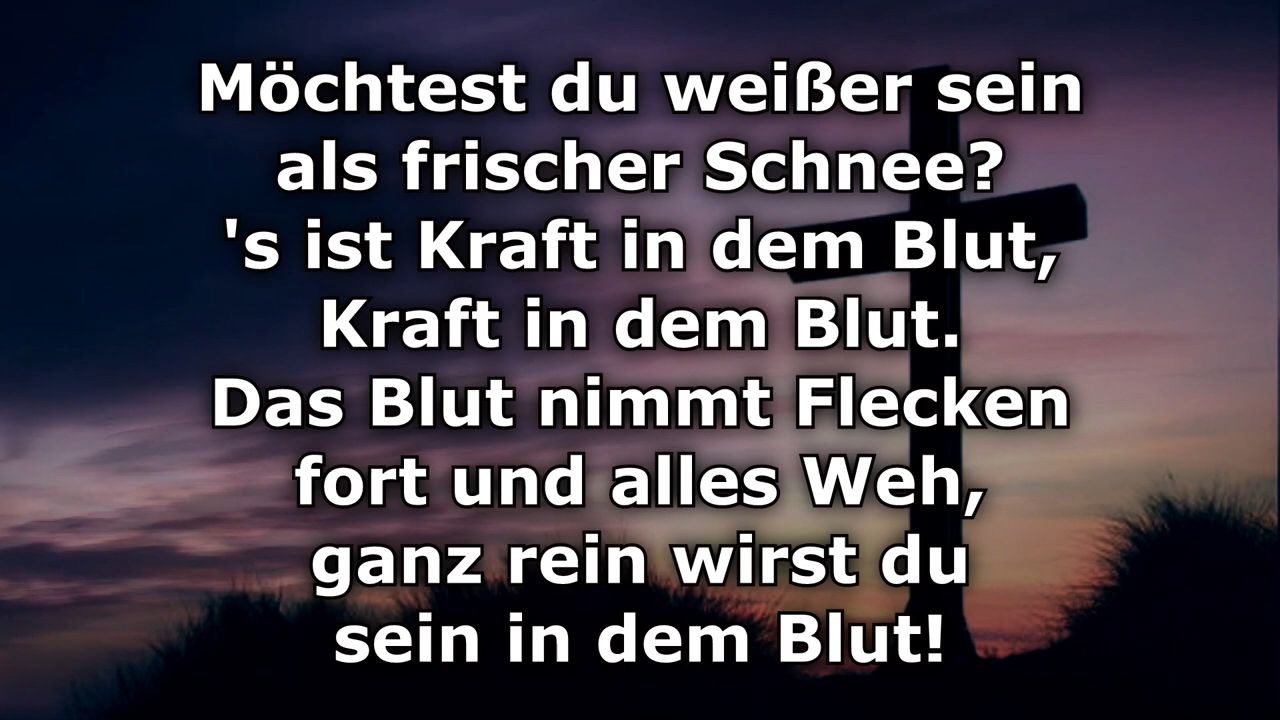 Möchtest du weißer sein
als frischer Schnee?
's ist Kraft in dem Blut,
Kraft in dem Blut.
Das Blut nimmt Flecken
fort und alles Weh,
ganz rein wirst du
sein in dem Blut!